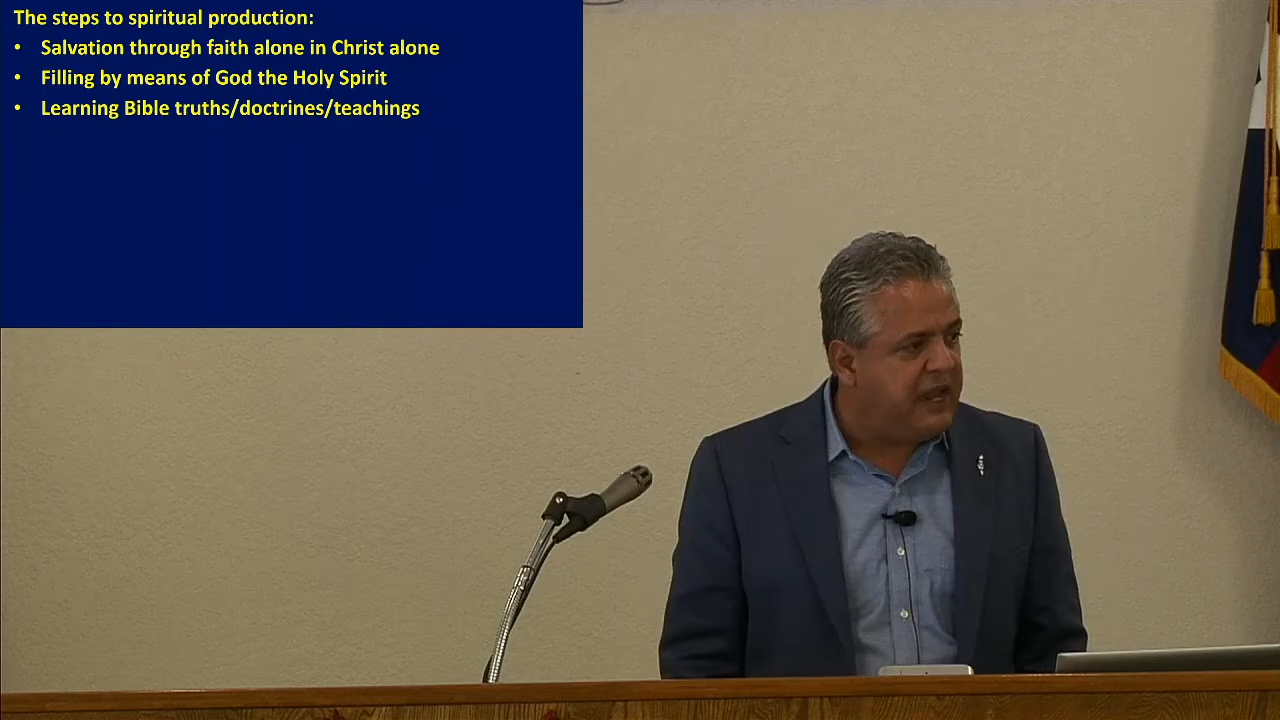 The steps to spiritual production:
• Salvation through faith alone in Christ alone
• Filling by means of God the Holy Spirit
• Learning Bible truths/doctrines/teachings